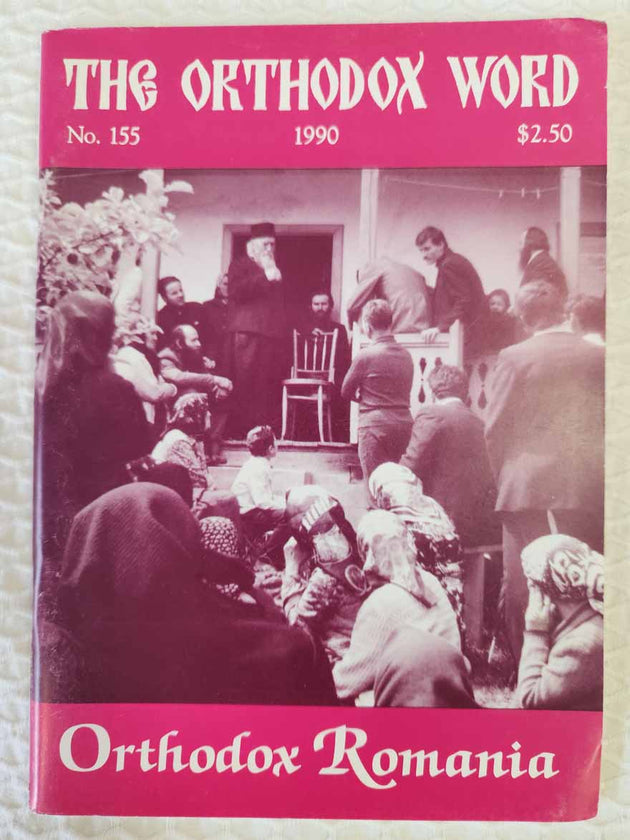 THE ORTHODOX WORD
No. 155 1990 $2.50
Orthodox Romania